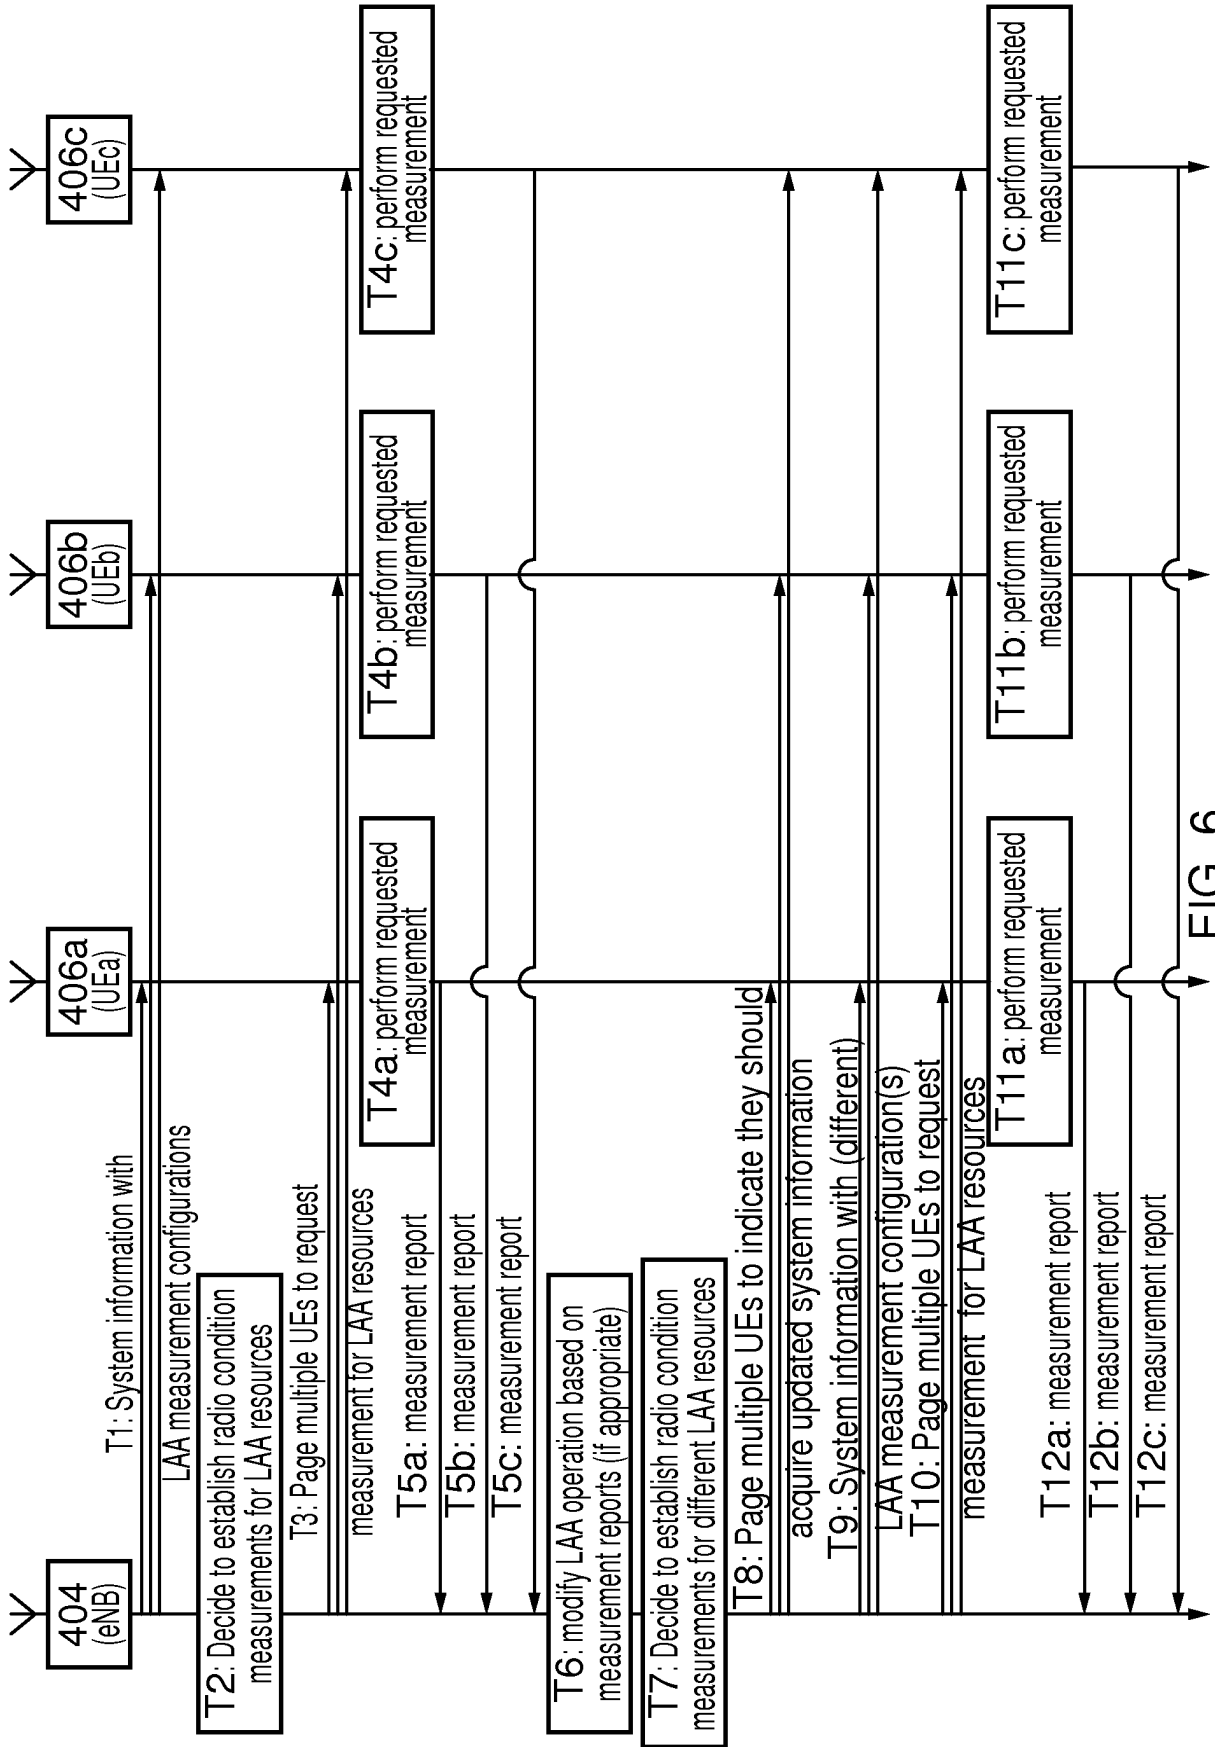 404
(eNB)
406a
(UEa)
406b
(UEb)
406c
(UEc)
T1: System information with
LAA measurement configurations
T2: Decide to establish radio condition
measurements for LAA resources
T3: Page multiple UEs to request
measurement for LAA resources
T4a: perform requested
measurement
T4b: perform requested
measurement
T4c: perform requested
measurement
T5a: measurement report
T5b: measurement report
T5c: measurement report
T6: modify LAA operation based on
measurement reports (if appropriate)
T7: Decide to establish radio condition
measurements for different LAA resources
T8: Page multiple UEs to indicate they should
acquire updated system information
T9: System information with (different)
LAA measurement configuration(s)
T10: Page multiple UEs to request
measurement for LAA resources
T11a: perform requested
measurement
T11b: perform requested
measurement
T11c: perform requested
measurement
T12a: measurement report
T12b: measurement report
T12c: measurement report
FIG. 6